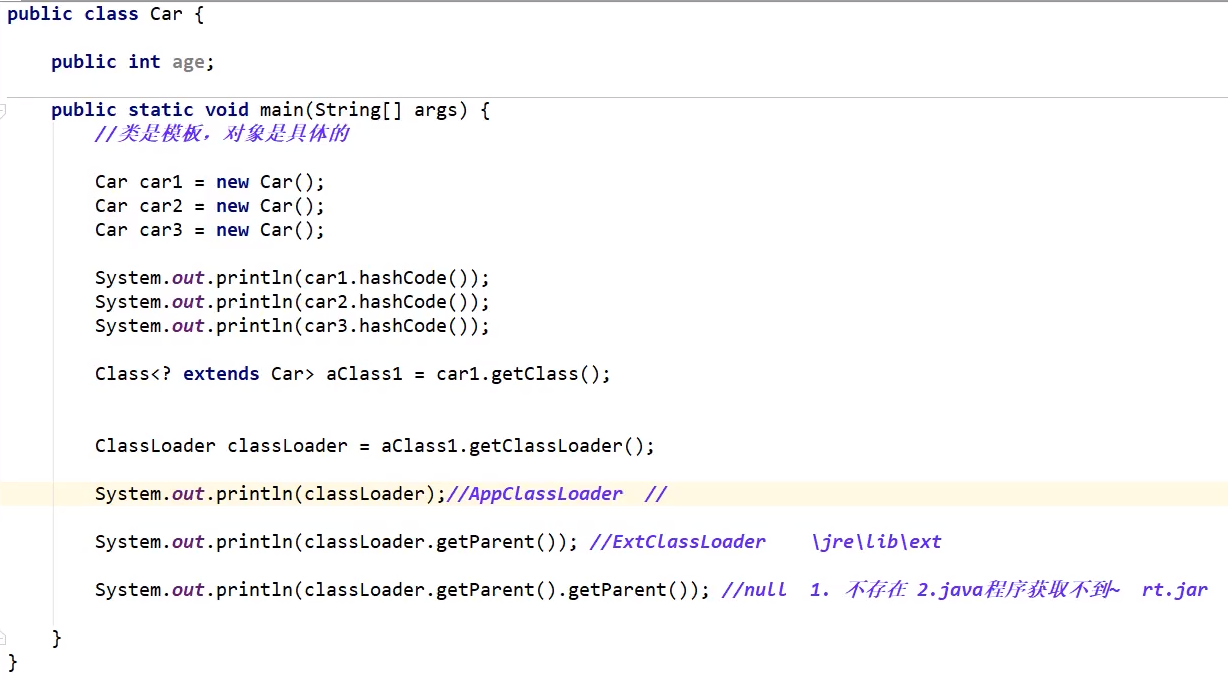 public class Car {
public int age;
public static void main(String[] args) {
//类是模板，对象是具体的
Car car1 = new Car();
Car car2 = new Car();
Car car3 = new Car();
System.out.println(car1.hashCode());
System.out.println(car2.hashCode());
System.out.println(car3.hashCode());
Class<? extends Car> aClass1 = car1.getClass();
ClassLoader classLoader = aClass1.getClassLoader();
System.out.println(classLoader);//AppClassLoader  //
System.out.println(classLoader.getParent()); //ExtClassLoader    \jre\lib\ext
System.out.println(classLoader.getParent().getParent()); //null  1. 不存在 2.java程序获取不到~  rt.jar
}
}